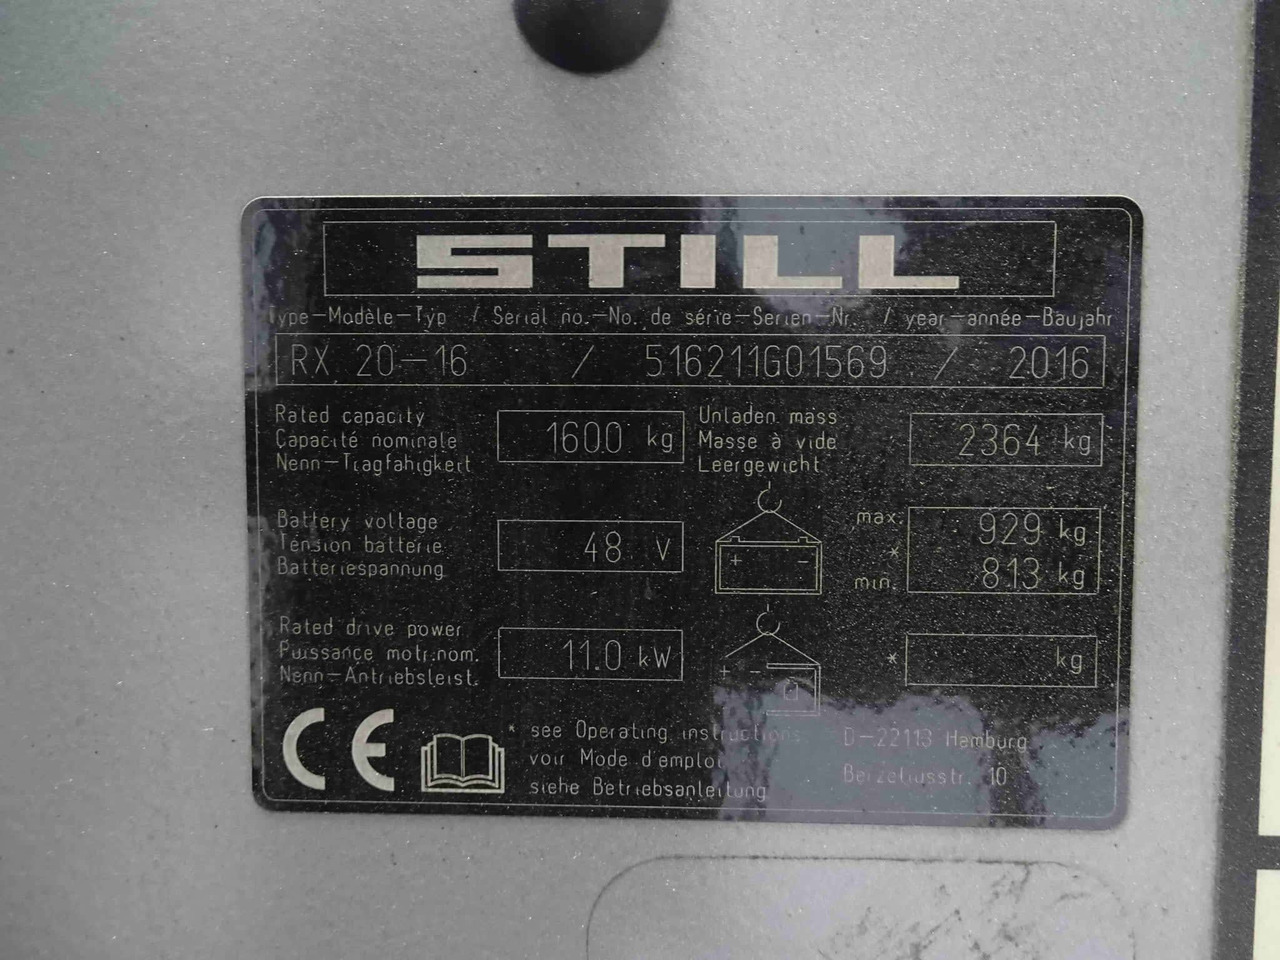 STILL
Type-Modèle-Typ / Serial no.-No. de série-Serien-Nr. / year-année-Baujahr
RX 20-16 / 516211G01569 / 2016
Rated capacity
Capacité nominale
Nenn-Tragfähigkeit
1600 kg
Unladen mass
Masse à vide
Leergewicht
2364 kg
Battery voltage
Tension batterie
Batteriespannung
48 V
+ -
max.
*
min.
929 kg
813 kg
Rated drive power
Puissance motr.nom.
Nenn-Antriebsleist.
11.0 kW
+ -
*
kg
CE
* see Operating instructions
voir Mode d'emploi
siehe Betriebsanleitung
D-22113 Hamburg
Berzeliusstr. 10